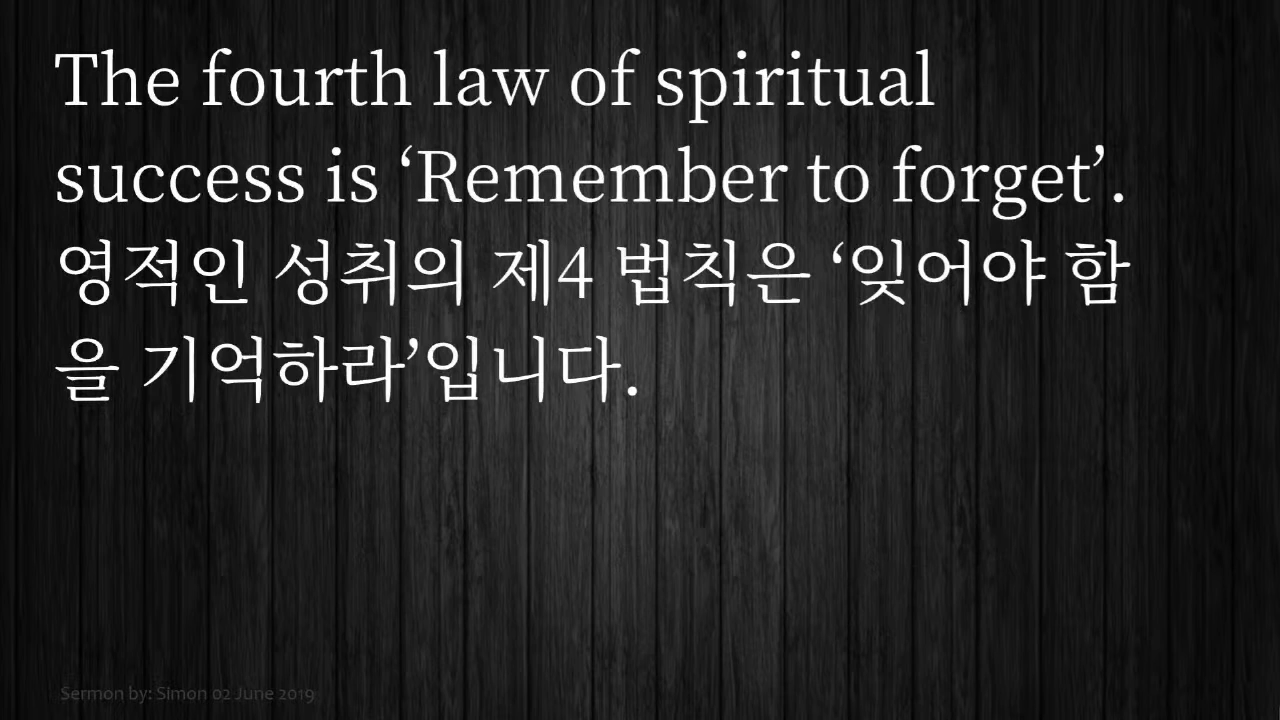 The fourth law of spiritual
success is ‘Remember to forget’.
영적인 성취의 제4 법칙은 ‘잊어야 함
을 기억하라’입니다.
Sermon by: Simon 02 June 2019